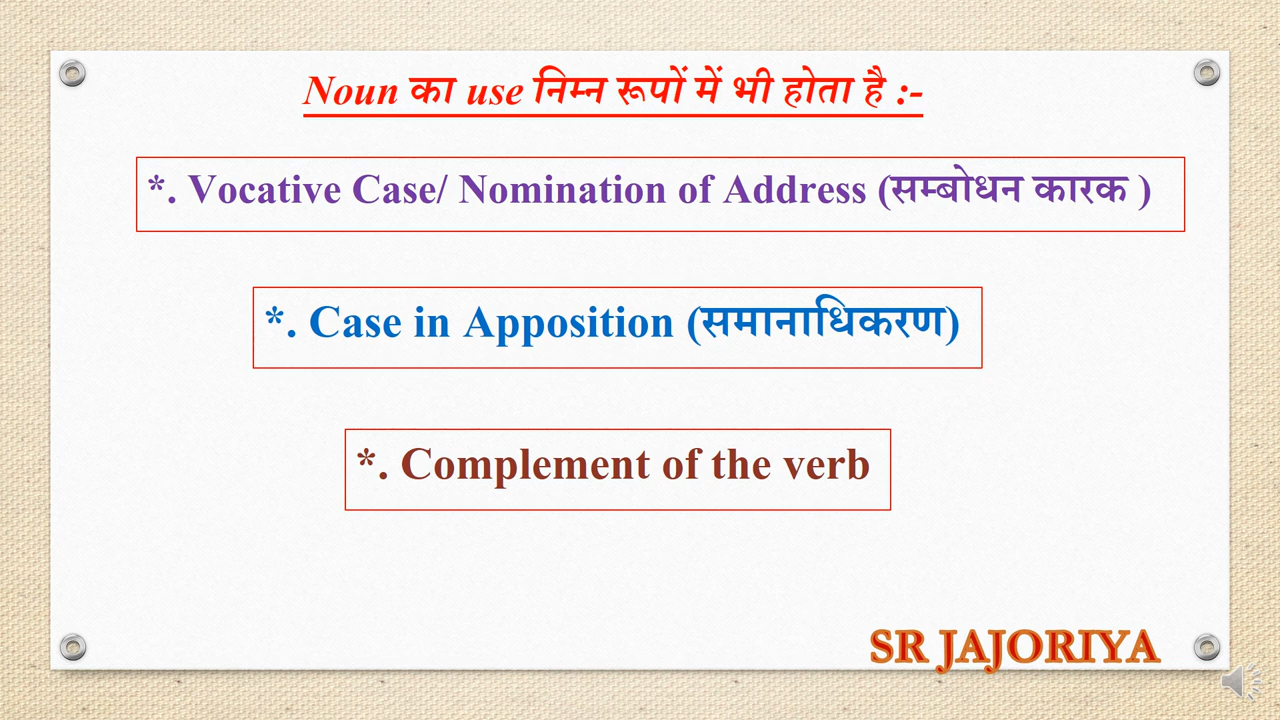 Noun का use निम्न रूपों में भी होता है :-
*. Vocative Case/ Nomination of Address (सम्बोधन कारक )
*. Case in Apposition (समानाधिकरण)
*. Complement of the verb
SR JAJORIYA